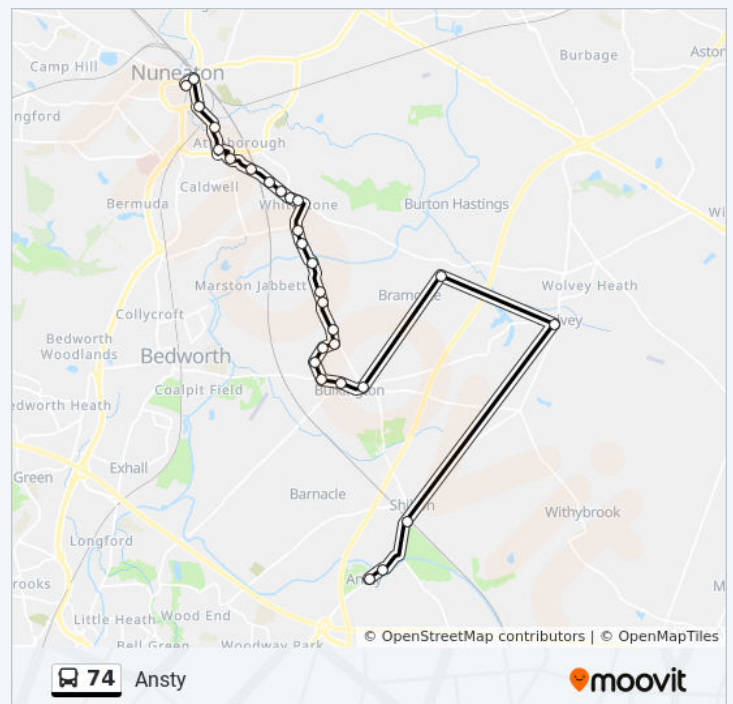 Camp Hill
Nuneaton
Burbage
Aston
ngford
Attleborough
Caldwell
Bermuda
Whitestone
Burton Hastings
Wi
Marston Jabbett
Bramcote
Wolvey Heath
Wolvey
Collycroft
Bedworth
Woodlands
Bedworth
Coalpit Field
Bulkington
edworth Heath
Exhall
Barnacle
Shilton
Withybrook
Longford
Ansty
rooks
M
Little Heath
Wood End
Bell Green
Woodway Park
© OpenStreetMap contributors | © OpenMapTiles
74 Ansty
moovit